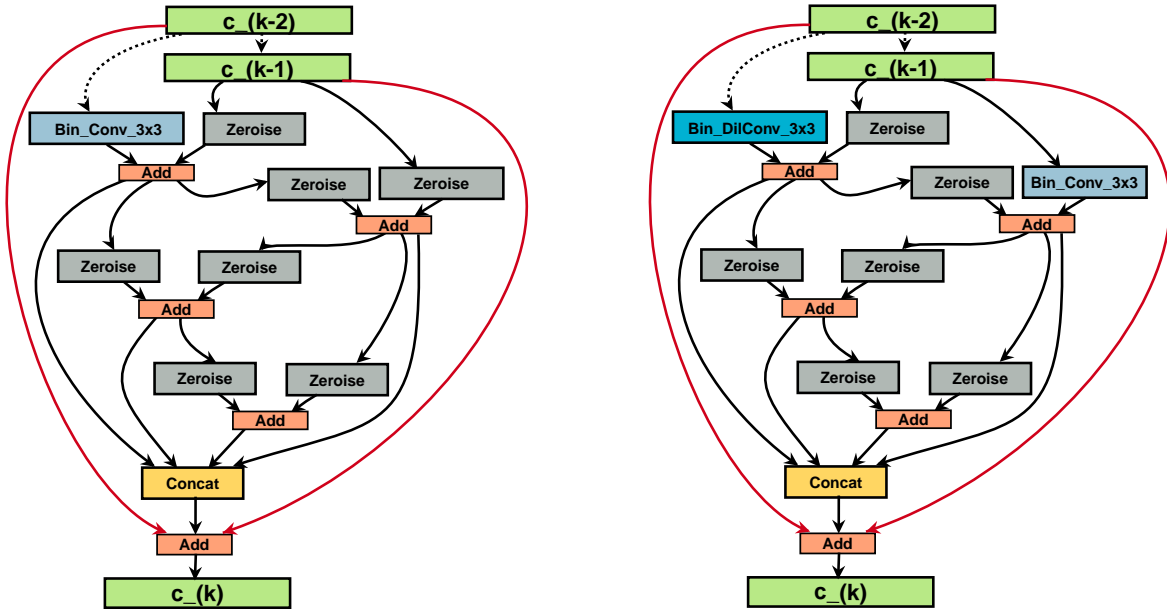 c_(k-2)
c_(k-1)
Bin_Conv_3x3
Zeroise
Add
Zeroise
Zeroise
Add
Zeroise
Zeroise
Add
Zeroise
Zeroise
Add
Concat
Add
c_(k)
c_(k-2)
c_(k-1)
Bin_DilConv_3x3
Zeroise
Add
Zeroise
Bin_Conv_3x3
Add
Zeroise
Zeroise
Add
Zeroise
Zeroise
Add
Concat
Add
c_(k)